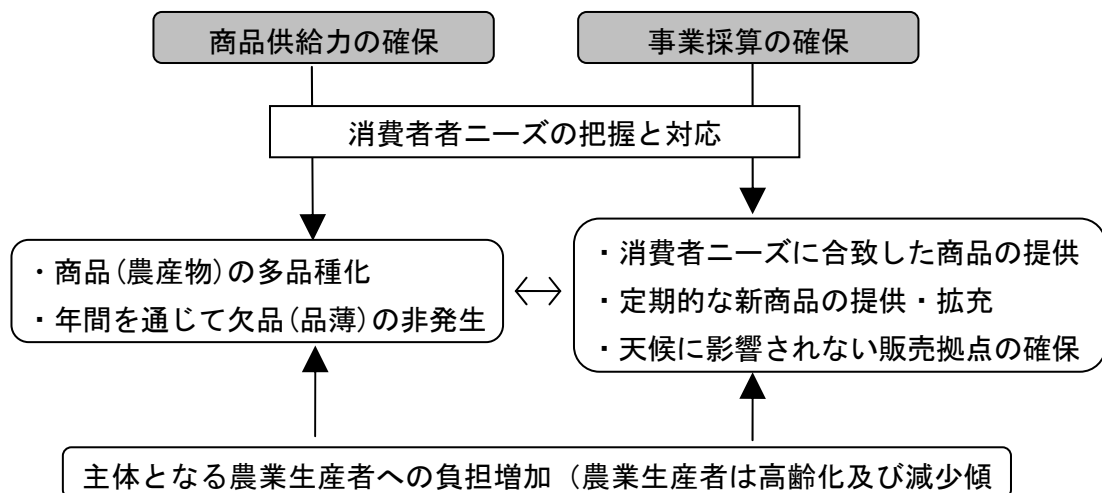 商品供給力の確保
事業採算の確保
消費者者ニーズの把握と対応
・商品(農産物)の多品種化
・年間を通じて欠品(品薄)の非発生
・消費者ニーズに合致した商品の提供
・定期的な新商品の提供・拡充
・天候に影響されない販売拠点の確保
主体となる農業生産者への負担増加（農業生産者は高齢化及び減少傾